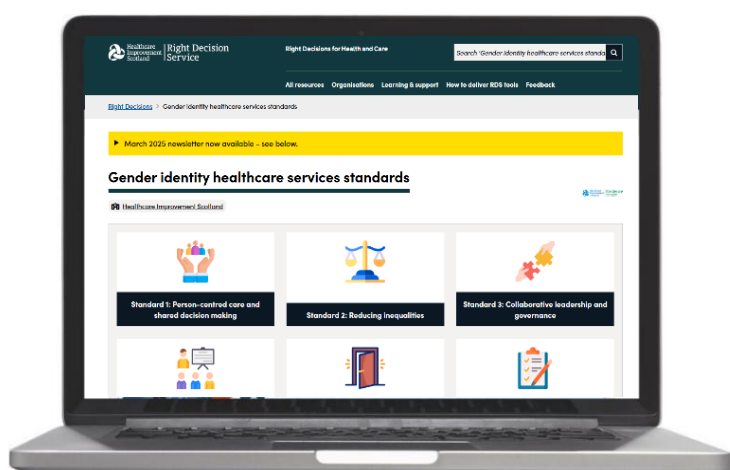 Healthcare
Improvement
Scotland
Right Decision
Service
Right Decisions for Health and Care
Search 'Gender identity healthcare services standa
All resources Organisations Learning & support How to deliver RDS tools Feedback
Right Decisions > Gender identity healthcare services standards
March 2025 newsletter now available - see below.
Gender identity healthcare services standards
Healthcare Improvement Scotland
Standard 1: Person-centred care and
shared decision making
Standard 2: Reducing inequalities
Standard 3: Collaborative leadership and
governance